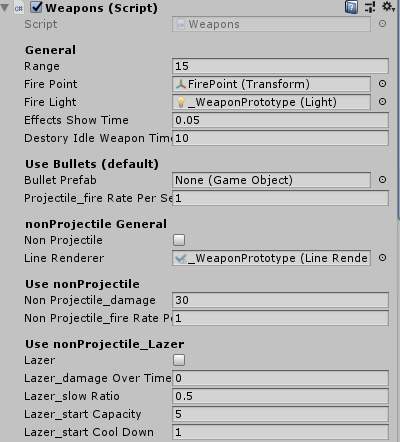 Weapons (Script)
Script Weapons
General
Range 15
Fire Point FirePoint (Transform)
Fire Light _WeaponPrototype (Light)
Effects Show Time 0.05
Destory Idle Weapon Tim 10
Use Bullets (default)
Bullet Prefab None (Game Object)
Projectile_fire Rate Per Se 1
nonProjectile General
Non Projectile
Line Renderer _WeaponPrototype (Line Rende
Use nonProjectile
Non Projectile_damage 30
Non Projectile_fire Rate P 1
Use nonProjectile_Lazer
Lazer
Lazer_damage Over Time 0
Lazer_slow Ratio 0.5
Lazer_start Capacity 5
Lazer_start Cool Down 1